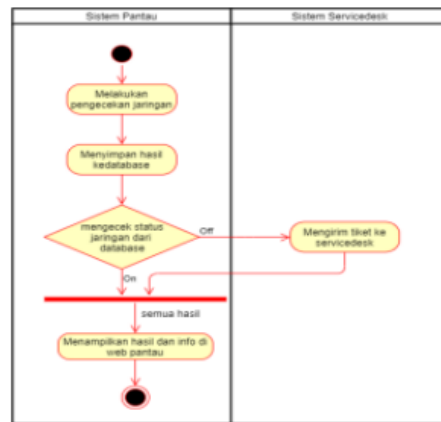 Sistem Pantau
Sistem Servicedesk
Melakukan
pengecekan jaringan
Menyimpan hasil
kedatabase
mengecek status
jaringan dari
database
Off
Mengirim tiket ke
servicedesk
On
semua hasil
Menampilkan hasil dan info di
web pantau